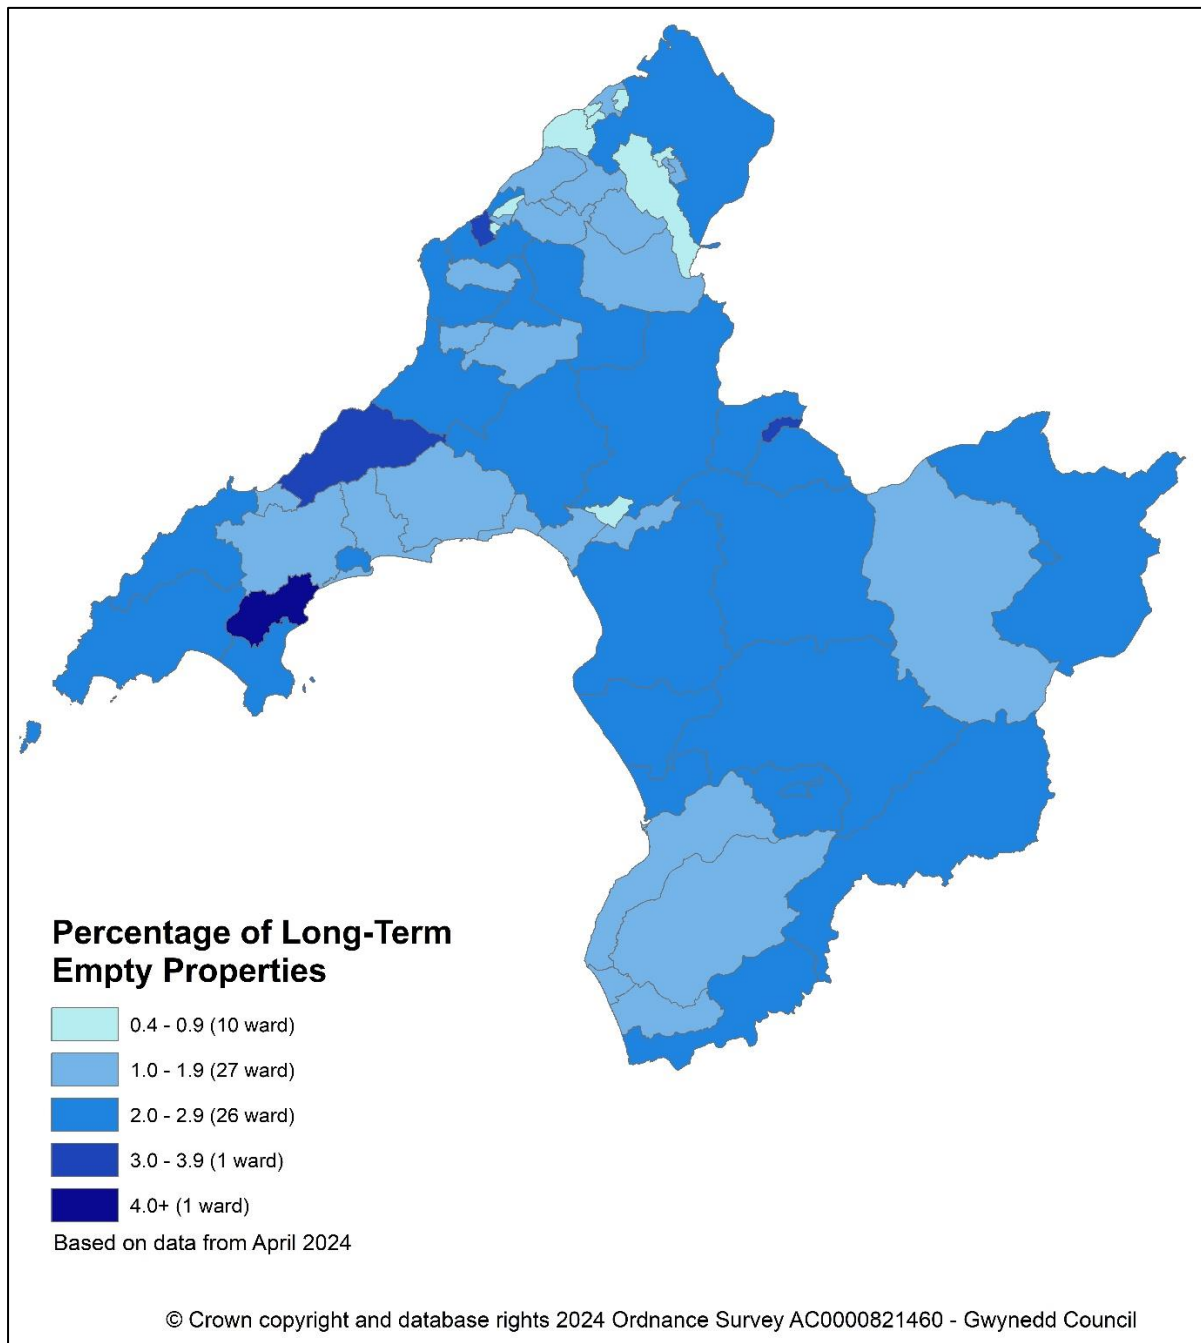 Percentage of Long-Term
Empty Properties
0.4 - 0.9 (10 ward)
1.0 - 1.9 (27 ward)
2.0 - 2.9 (26 ward)
3.0 - 3.9 (1 ward)
4.0+ (1 ward)
Based on data from April 2024
© Crown copyright and database rights 2024 Ordnance Survey AC0000821460 - Gwynedd Council